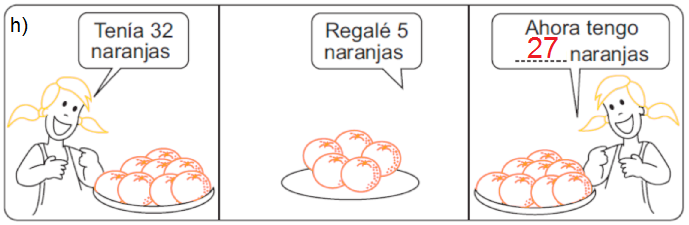 h)
Tenía 32
naranjas
Regalé 5
naranjas
Ahora tengo
27 naranjas